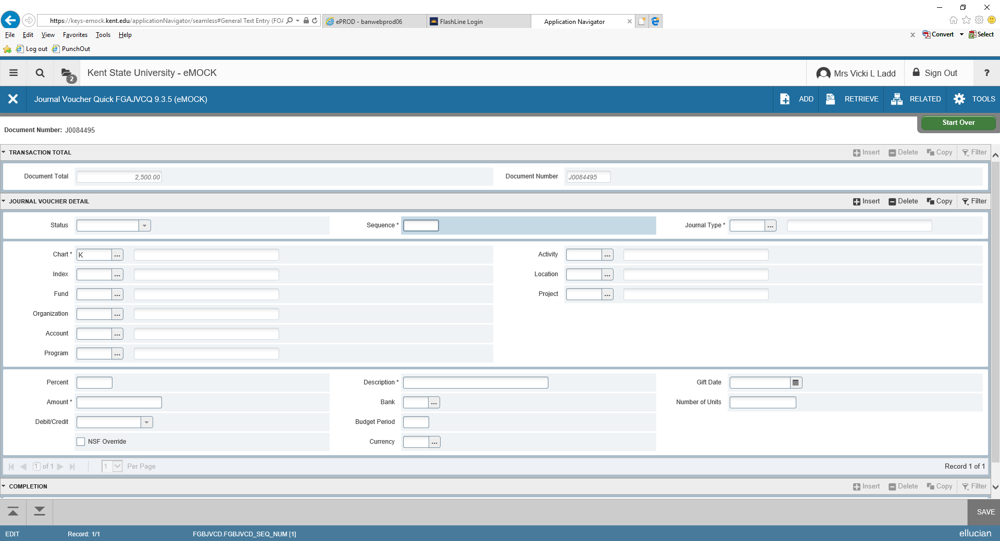 https://keys-emock.kent.edu/applicationNavigator/seamless#General Text Entry (FOA
ePROD - banwebprod06
FlashLine Login
Application Navigator
File Edit View Favorites Tools Help
Convert Select
Log out PunchOut
2 Kent State University - eMOCK Mrs Vicki L Ladd Sign Out ?
Journal Voucher Quick FGAJVCQ 9.3.5 (eMOCK) ADD RETRIEVE RELATED TOOLS
Document Number: J0084495 Start Over
TRANSACTION TOTAL Insert Delete Copy Filter
Document Total 2,500.00 Document Number J0084495
JOURNAL VOUCHER DETAIL Insert Delete Copy Filter
Status Sequence * Journal Type * ...
Chart * K ... Activity ...
Index ... Location ...
Fund ... Project ...
Organization ...
Account ...
Program ...
Percent Description * Gift Date
Amount * Bank ... Number of Units
Debit/Credit Budget Period
NSF Override Currency ...
1 of 1 1 Per Page Record 1 of 1
COMPLETION Insert Delete Copy Filter
SAVE
EDIT Record: 1/1 FGBJVCD.FGBJVCD_SEQ_NUM [1] ellucian